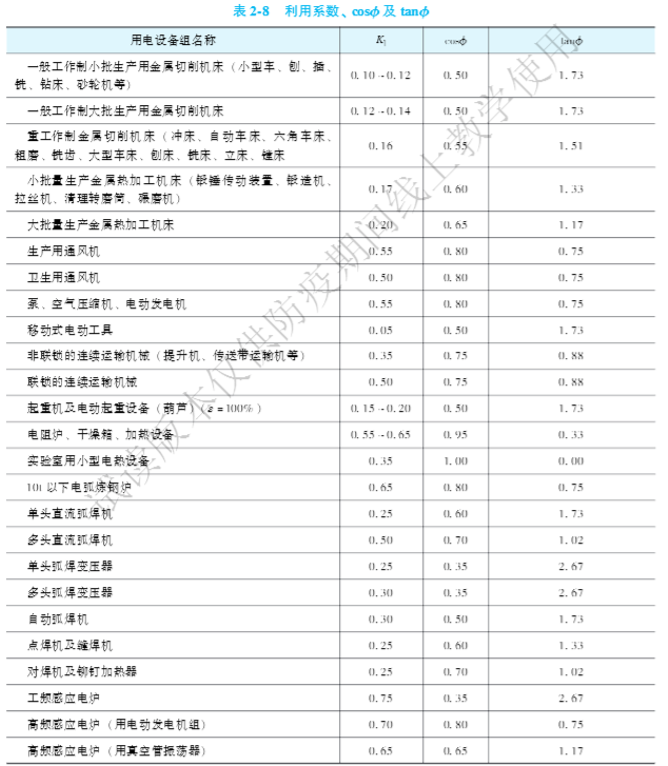 表 2-8 利用系数、cosϕ 及 tanϕ
用电设备组名称 K₁ cosϕ tanϕ
一般工作制小批生产用金属切削机床（小型车、刨、插、
铣、钻床、砂轮机等） 0.10~0.12 0.50 1.73
一般工作制大批生产用金属切削机床 0.12~0.14 0.50 1.73
重工作制金属切削机床（冲床、自动车床、六角车床、
粗磨、铣齿、大型车床、刨床、铣床、立床、镗床 0.16 0.55 1.51
小批量生产金属热加工机床（锻锤传动装置、锻造机、
拉丝机、清理转磨筒、碾磨机） 0.17 0.60 1.33
大批量生产金属热加工机床 0.20 0.65 1.17
生产用通风机 0.55 0.80 0.75
卫生用通风机 0.50 0.80 0.75
泵、空气压缩机、电动发电机 0.55 0.80 0.75
移动式电动工具 0.05 0.50 1.73
非联锁的连续运输机械（提升机、传送带运输机等） 0.35 0.75 0.88
联锁的连续运输机械 0.50 0.75 0.88
起重机及电动起重设备（葫芦）（ε=100%） 0.15~0.20 0.50 1.73
电阻炉、干燥箱、加热设备 0.55~0.65 0.95 0.33
实验室用小型电热设备 0.35 1.00 0.00
10t 以下电弧炼钢炉 0.65 0.80 0.75
单头直流弧焊机 0.25 0.60 1.73
多头直流弧焊机 0.50 0.70 1.02
单头弧焊变压器 0.25 0.35 2.67
多头弧焊变压器 0.30 0.35 2.67
自动弧焊机 0.30 0.50 1.73
点焊机及缝焊机 0.25 0.60 1.33
对焊机及铆钉加热器 0.25 0.70 1.02
工频感应电炉 0.75 0.35 2.67
高频感应电炉（用电动发电机组） 0.70 0.80 0.75
高频感应电炉（用真空管振荡器） 0.65 0.65 1.17
试读版本仅供防疫期间线上教学使用